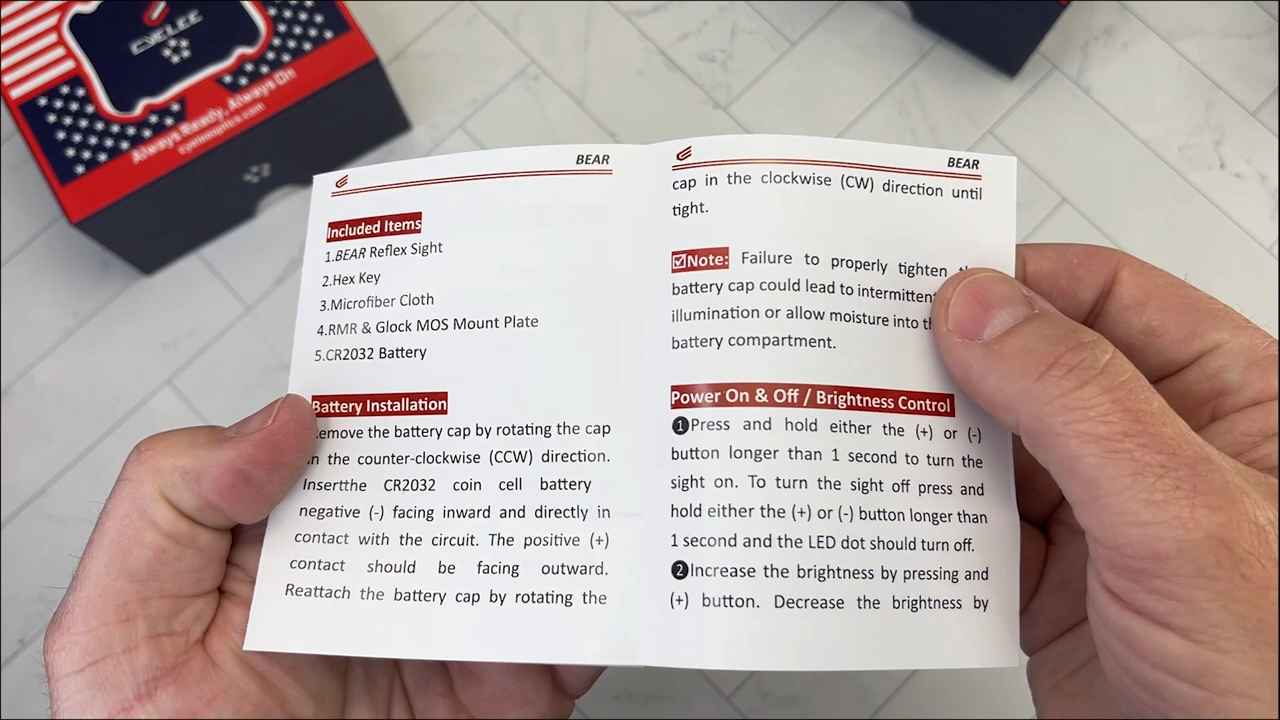 CYELEE
Always Ready, Always On
cyeleeoptics.com
BEAR
Included Items
1.BEAR Reflex Sight
2.Hex Key
3.Microfiber Cloth
4.RMR & Glock MOS Mount Plate
5.CR2032 Battery
Battery Installation
emove the battery cap by rotating the cap
in the counter-clockwise (CCW) direction.
Insertthe CR2032 coin cell battery
negative (-) facing inward and directly in
contact with the circuit. The positive (+)
contact should be facing outward.
Reattach the battery cap by rotating the
BEAR
cap in the clockwise (CW) direction until
tight.
☑Note: Failure to properly tighten
battery cap could lead to intermittent
illumination or allow moisture into th
battery compartment.
Power On & Off / Brightness Control
❶Press and hold either the (+) or (-)
button longer than 1 second to turn the
sight on. To turn the sight off press and
hold either the (+) or (-) button longer than
1 second and the LED dot should turn off.
❷Increase the brightness by pressing and
(+) button. Decrease the brightness by